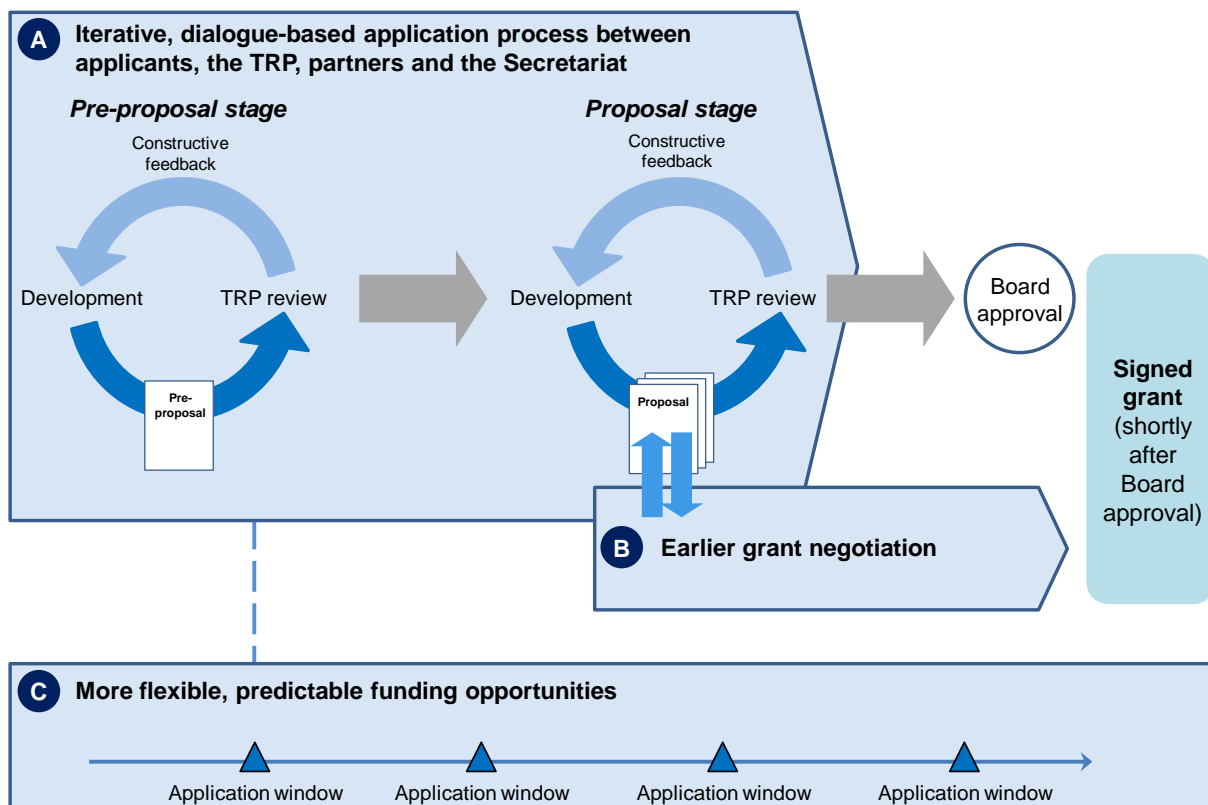 A
Iterative, dialogue-based application process between
applicants, the TRP, partners and the Secretariat
Pre-proposal stage
Constructive
feedback
Development
TRP review
Pre-
proposal
Proposal stage
Constructive
feedback
Development
TRP review
Proposal
Board
approval
Signed
grant
(shortly
after
Board
approval)
B
Earlier grant negotiation
C
More flexible, predictable funding opportunities
Application window
Application window
Application window
Application window